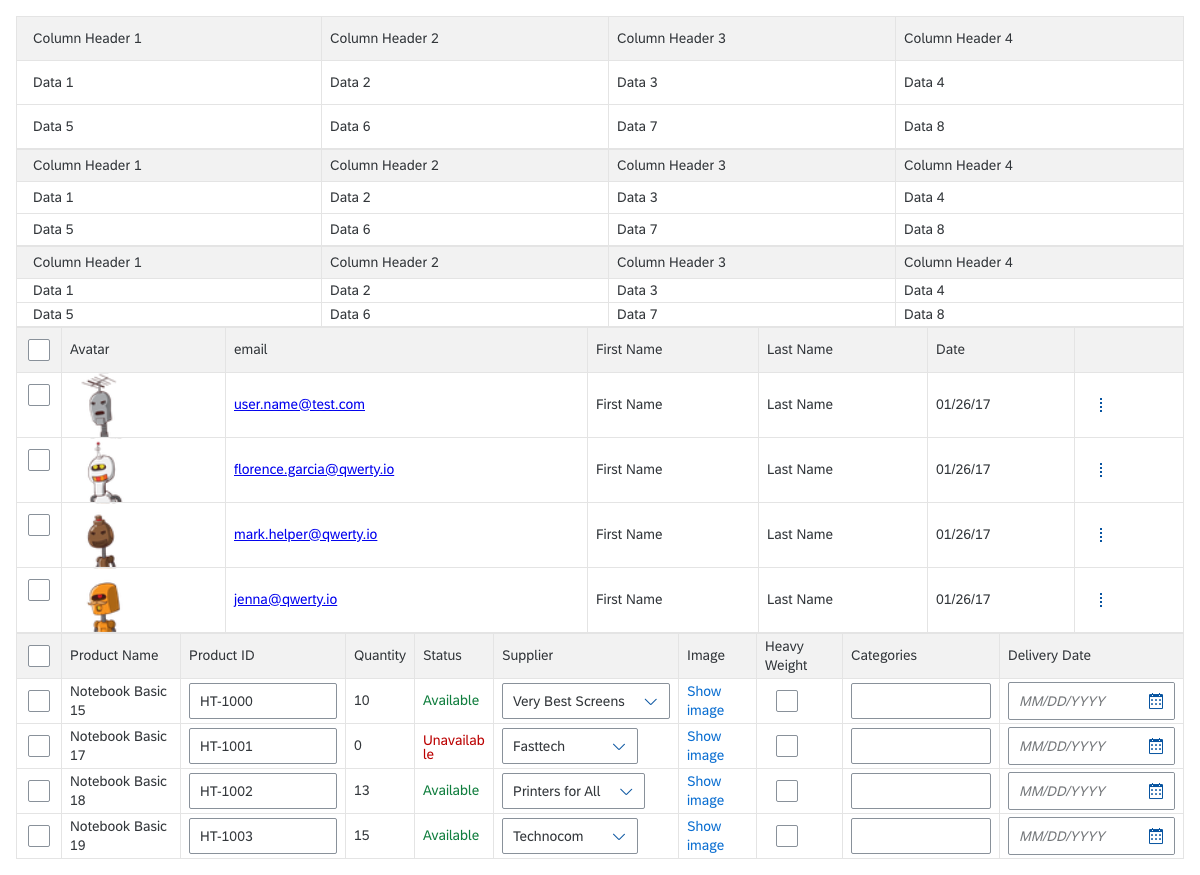 Column Header 1 Column Header 2 Column Header 3 Column Header 4
Data 1 Data 2 Data 3 Data 4
Data 5 Data 6 Data 7 Data 8
Column Header 1 Column Header 2 Column Header 3 Column Header 4
Data 1 Data 2 Data 3 Data 4
Data 5 Data 6 Data 7 Data 8
Column Header 1 Column Header 2 Column Header 3 Column Header 4
Data 1 Data 2 Data 3 Data 4
Data 5 Data 6 Data 7 Data 8
Avatar email First Name Last Name Date
user.name@test.com First Name Last Name 01/26/17
florence.garcia@qwerty.io First Name Last Name 01/26/17
mark.helper@qwerty.io First Name Last Name 01/26/17
jenna@qwerty.io First Name Last Name 01/26/17
Product Name Product ID Quantity Status Supplier Image Heavy
Weight Categories Delivery Date
Notebook Basic
15 HT-1000 10 Available Very Best Screens Show
image MM/DD/YYYY
Notebook Basic
17 HT-1001 0 Unavailab
le Fasttech Show
image MM/DD/YYYY
Notebook Basic
18 HT-1002 13 Available Printers for All Show
image MM/DD/YYYY
Notebook Basic
19 HT-1003 15 Available Technocom Show
image MM/DD/YYYY